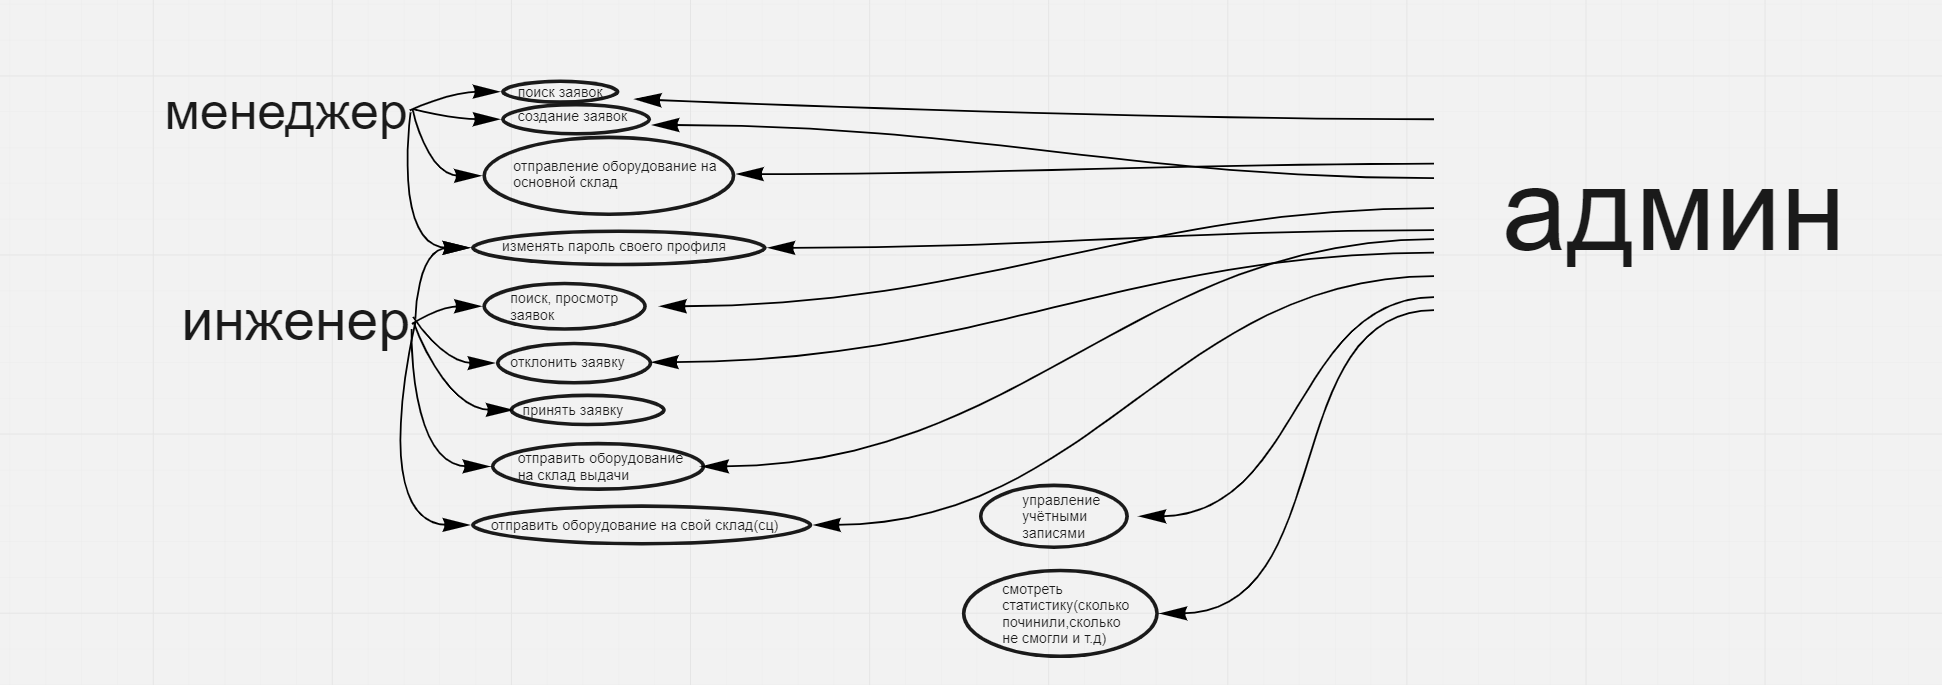 менеджер
поиск заявок
создание заявок
отправление оборудование на
основной склад
изменять пароль своего профиля
админ
инженер
поиск, просмотр
заявок
отклонить заявку
принять заявку
отправить оборудование
на склад выдачи
отправить оборудование на свой склад(сц)
управление
учётными
записями
смотреть
статистику(сколько
починили,сколько
не смогли и т.д)